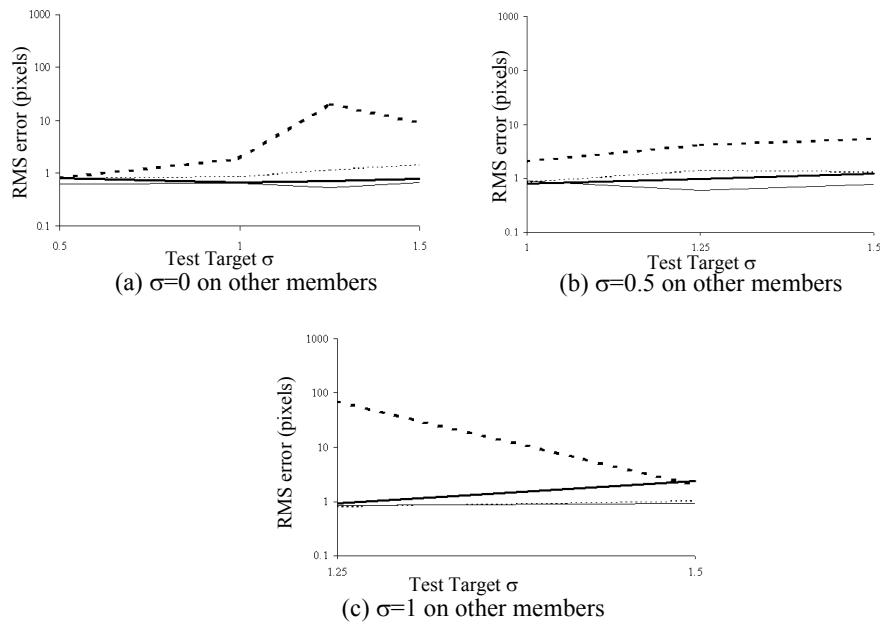 1000
100
10
1
0.1
RMS error (pixels)
0.5
1
1.5
Test Target σ
(a) σ=0 on other members
1000
100
10
1
0.1
RMS error (pixels)
1
1.25
1.5
Test Target σ
(b) σ=0.5 on other members
1000
100
10
1
0.1
RMS error (pixels)
1.25
1.5
Test Target σ
(c) σ=1 on other members